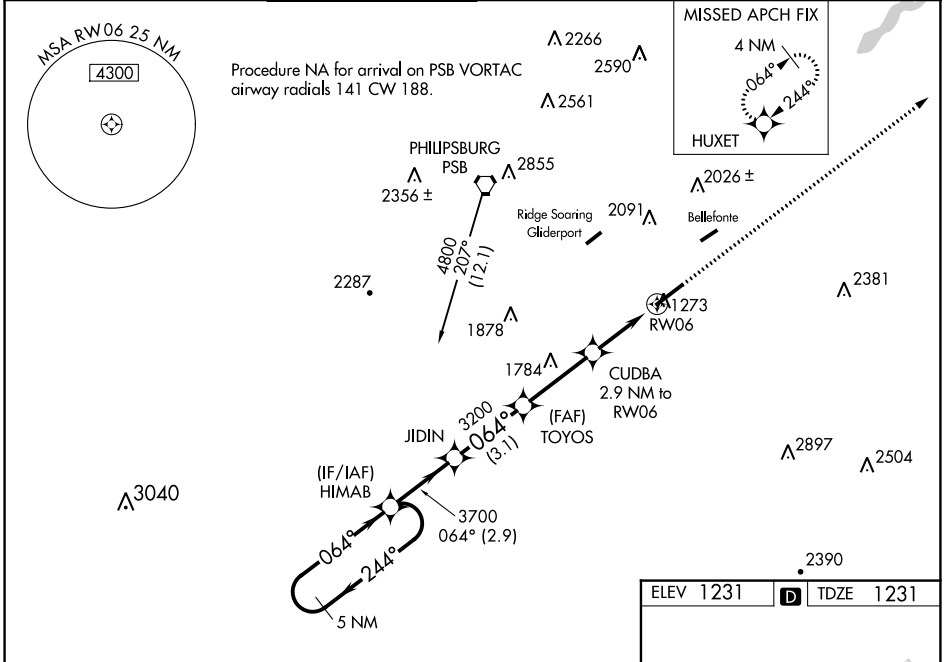 MSA RW06 25 NM
4300
Procedure NA for arrival on PSB VORTAC
airway radials 141 CW 188.
2266
2590
2561
MISSED APCH FIX
4 NM
064°
244°
HUXET
PHILIPSBURG
PSB
2855
2356 ±
2026 ±
2091
Ridge Soaring
Gliderport
Bellefonte
4800
207°
(12.1)
2287
2381
1878
1273
RW06
1784
CUDBA
2.9 NM to
RW06
3200
064°
(3.1)
(FAF)
TOYOS
JIDIN
2897
2504
(IF/IAF)
HIMAB
3040
3700
064° (2.9)
064°
244°
5 NM
2390
ELEV 1231
D
TDZE 1231